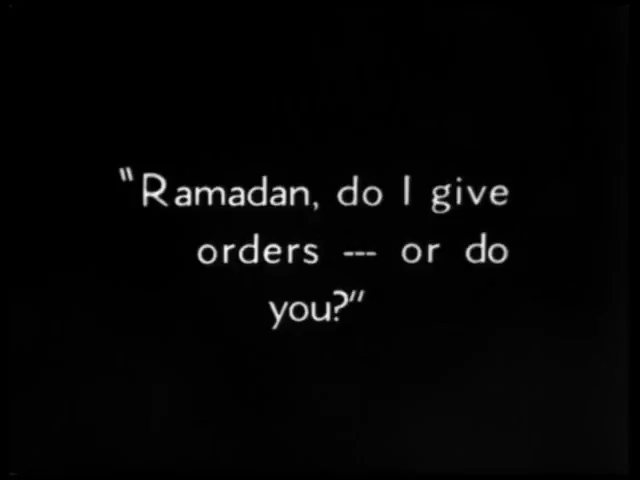 "Ramadan, do I give
orders --- or do
you?"